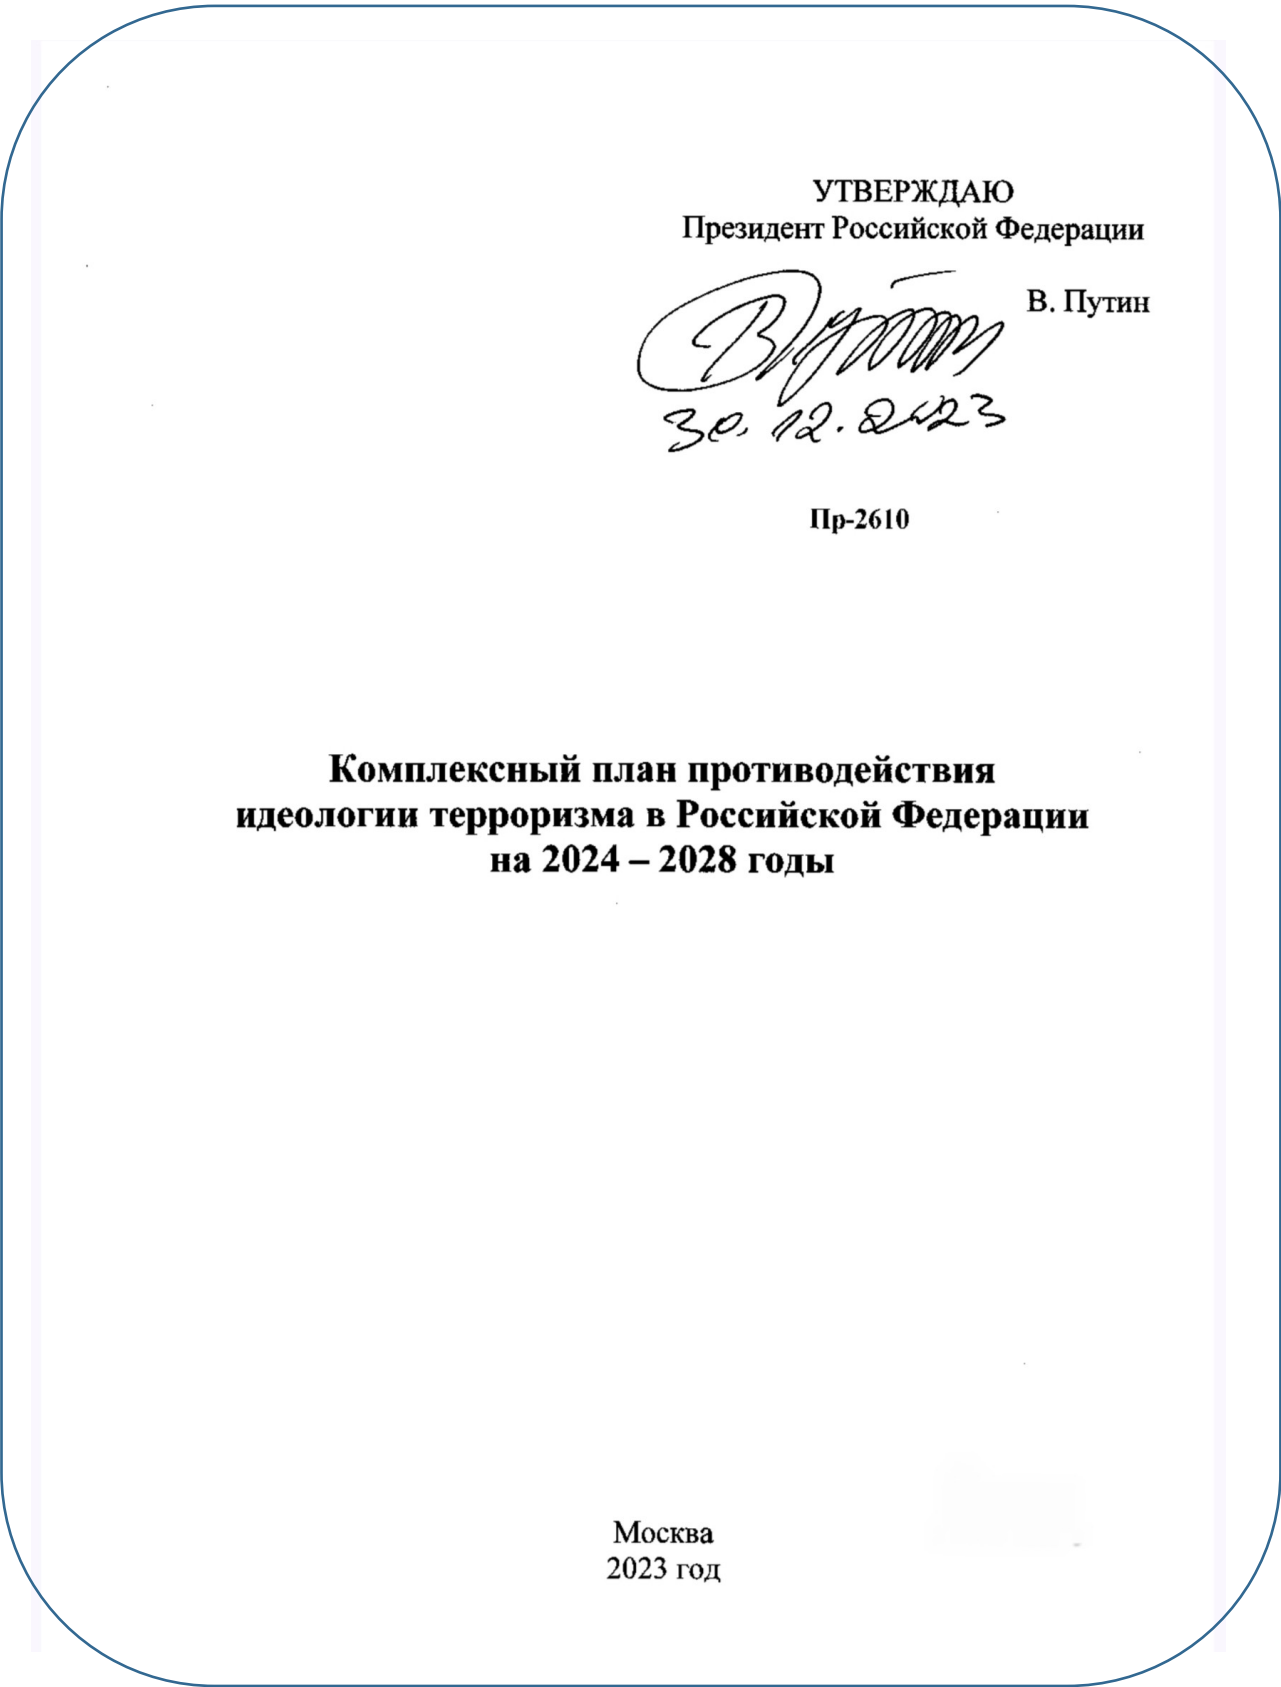 УТВЕРЖДАЮ
Президент Российской Федерации
В. Путин
30.12.2023
Пр-2610
Комплексный план противодействия
идеологии терроризма в Российской Федерации
на 2024 – 2028 годы
Москва
2023 год